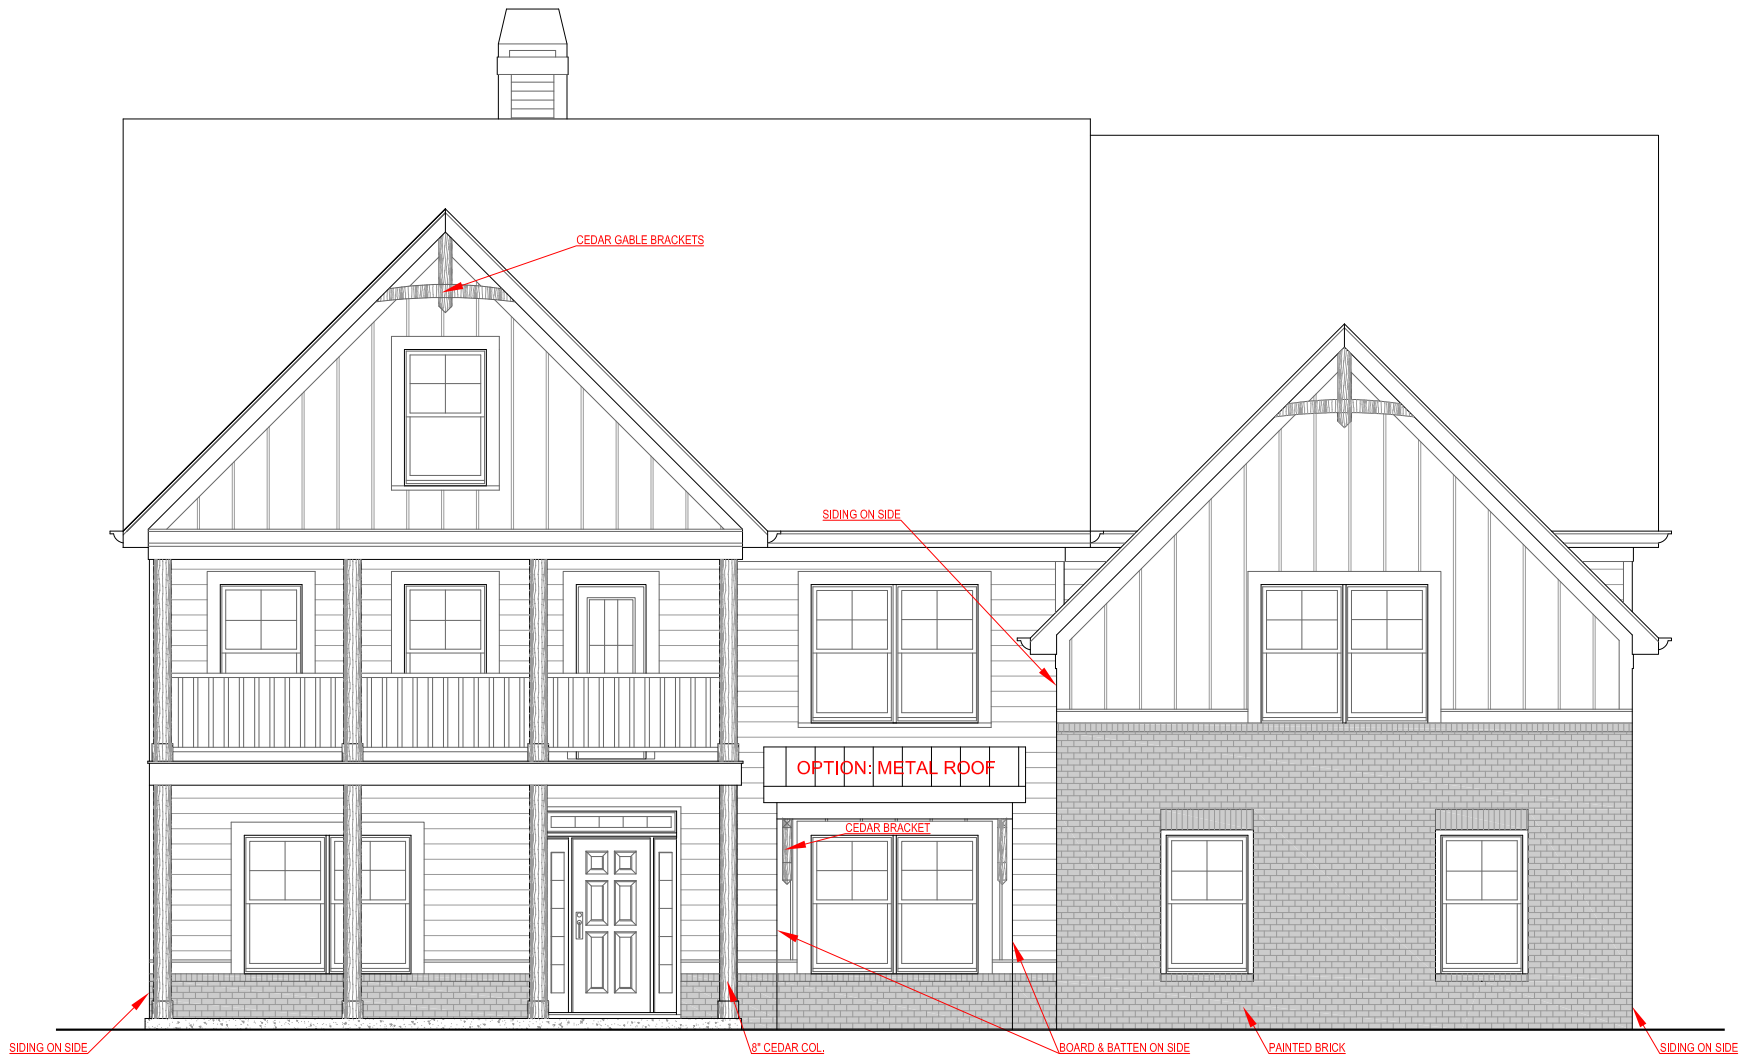 CEDAR GABLE BRACKETS
SIDING ON SIDE
OPTION: METAL ROOF
CEDAR BRACKET
SIDING ON SIDE
8" CEDAR COL.
BOARD & BATTEN ON SIDE
PAINTED BRICK
SIDING ON SIDE